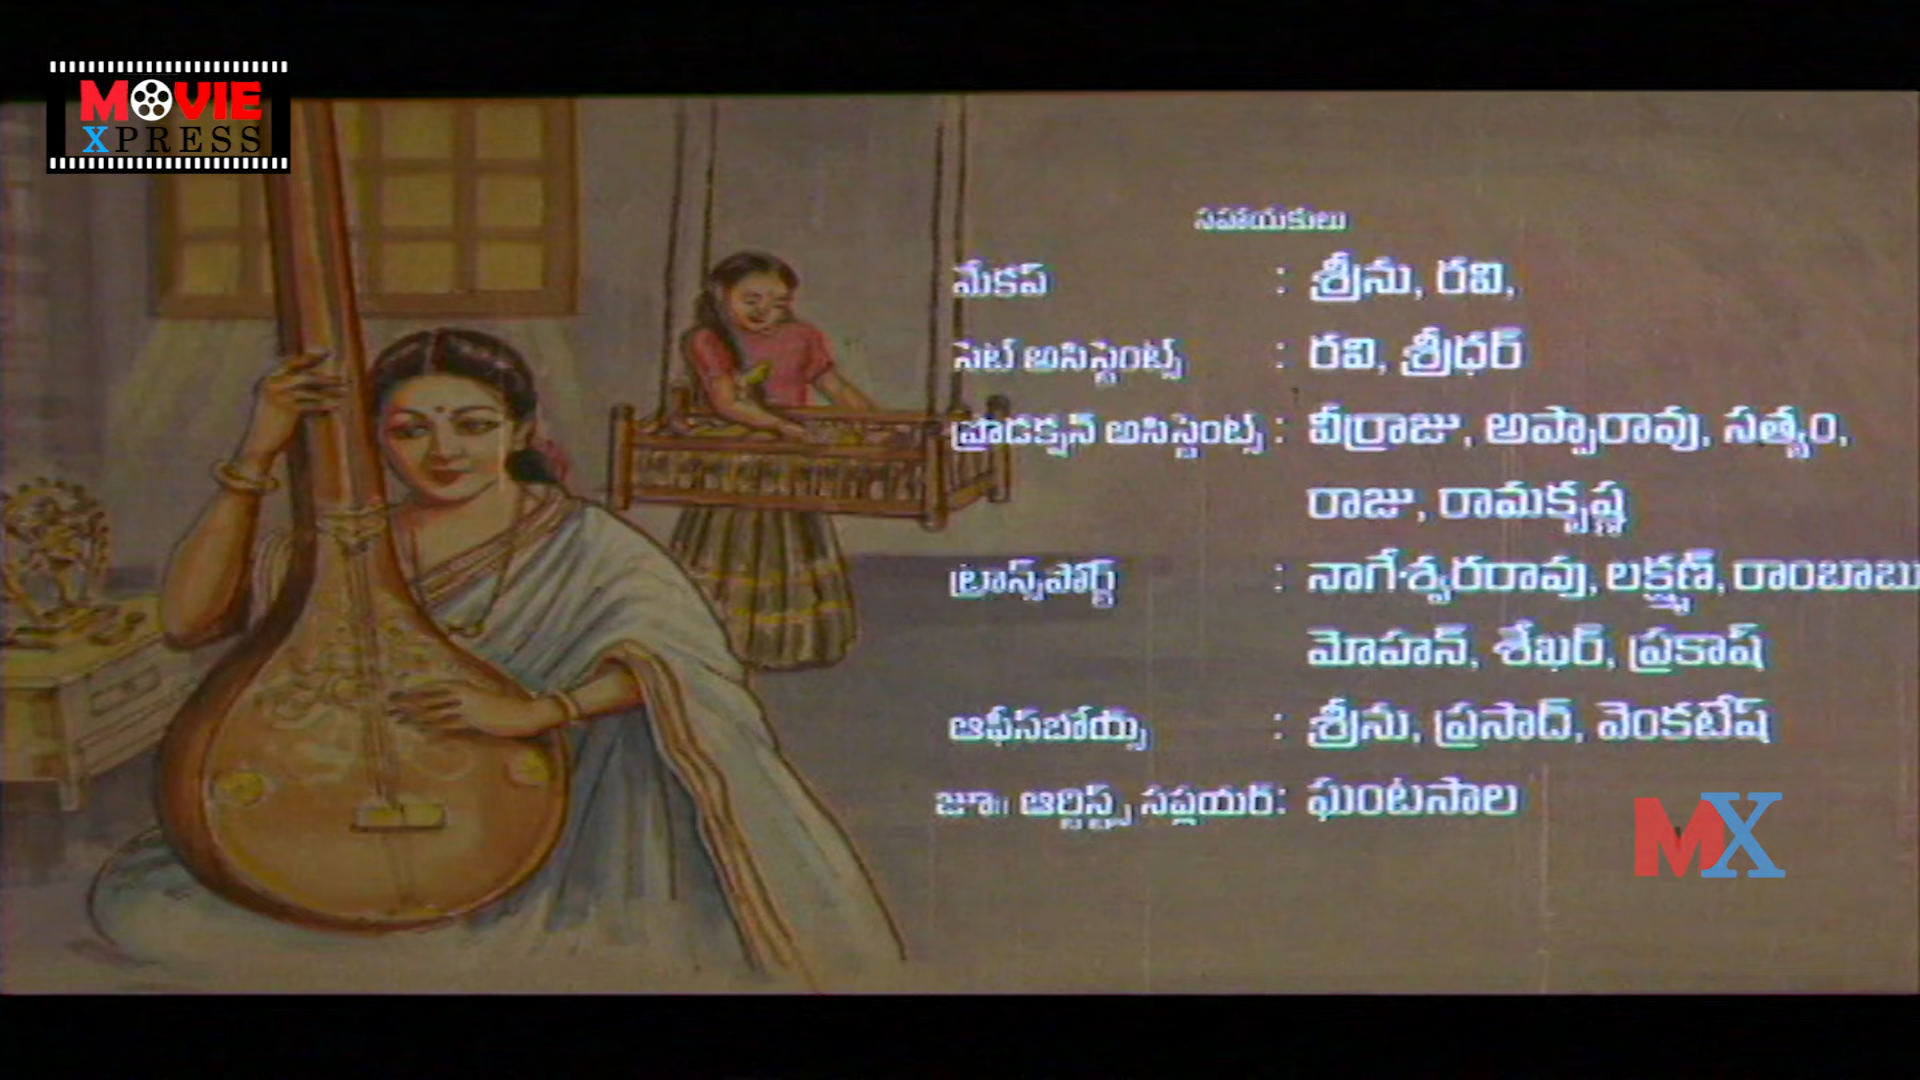 MOVIE
XPRESS
సహాయకులు
మేకప్ : శ్రీను, రవి,
సెట్ అసిస్టెంట్స్ : రవి, శ్రీధర్
ప్రొడక్షన్ అసిస్టెంట్స్ : వీర్రాజు, అప్పారావు, సత్యం,
రాజు, రామకృష్ణ
ట్రాన్స్‌పోర్ట్ : నాగేశ్వరరావు, లక్ష్మణ్, రాంబాబు
మోహన్, శేఖర్, ప్రకాష్
ఆఫీస్‌బోయ్స్ : శ్రీను, ప్రసాద్, వెంకటేష్
జూ॥ ఆర్టిస్ట్స్ సప్లయర్ : ఘంటసాల
MX